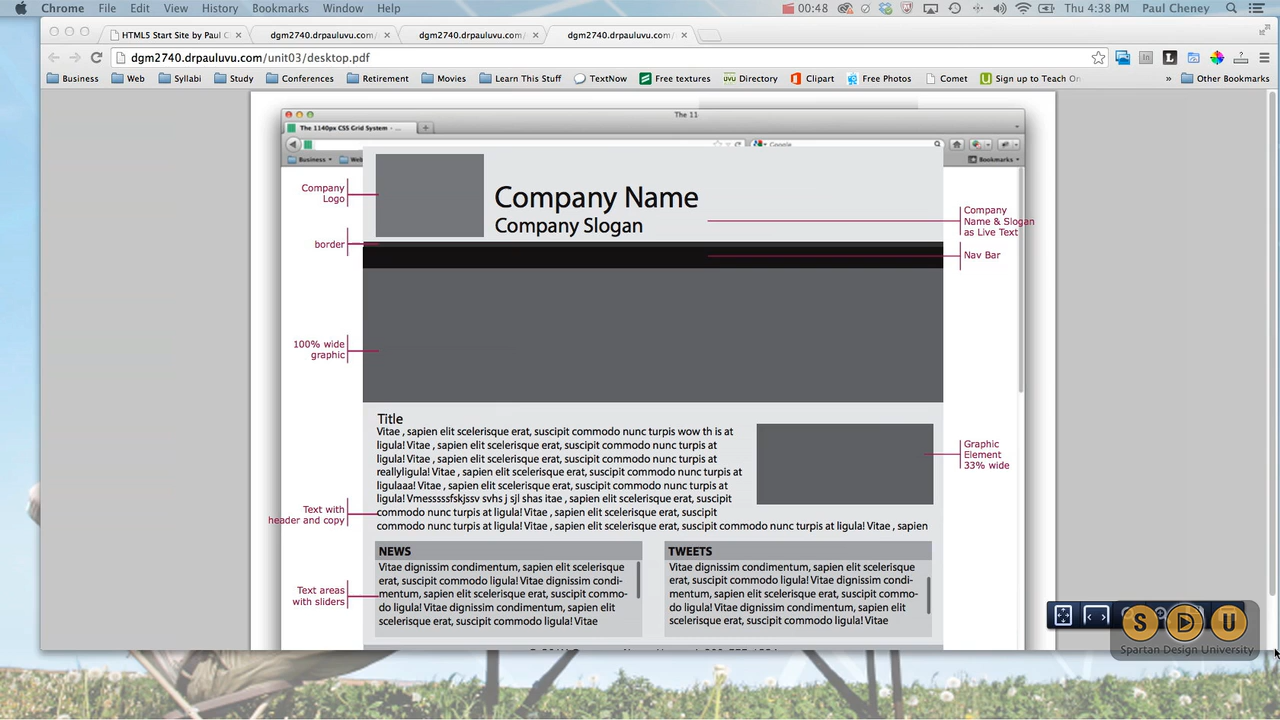 Chrome File Edit View History Bookmarks Window Help 00:48 Thu 4:38 PM Paul Cheney
HTML5 Start Site by Paul C dgm2740.drpauluvu.com/ dgm2740.drpauluvu.com/ dgm2740.drpauluvu.com/
dgm2740.drpauluvu.com/unit03/desktop.pdf
Business Web Syllabi Study Conferences Retirement Movies Learn This Stuff TextNow Free textures UVU Directory Clipart Free Photos Comet Sign up to Teach On » Other Bookmarks
The 11
The 1140px CSS Grid System - ...
Google
Business Web Bookmarks
Company
Logo
Company Name
Company Slogan
Company
Name & Slogan
as Live Text
border
Nav Bar
100% wide
graphic
Title
Vitae , sapien elit scelerisque erat, suscipit commodo nunc turpis wow th is at
ligula! Vitae , sapien elit scelerisque erat, suscipit commodo nunc turpis at
ligula! Vitae , sapien elit scelerisque erat, suscipit commodo nunc turpis at
reallyligula! Vitae , sapien elit scelerisque erat, suscipit commodo nunc turpis at
ligulaaa! Vitae , sapien elit scelerisque erat, suscipit commodo nunc turpis at
ligula! Vmesssssfskjssv svhs j sjl shas itae , sapien elit scelerisque erat, suscipit
commodo nunc turpis at ligula! Vitae , sapien elit scelerisque erat, suscipit
commodo nunc turpis at ligula! Vitae , sapien elit scelerisque erat, suscipit commodo nunc turpis at ligula! Vitae , sapien
Graphic
Element
33% wide
Text with
header and copy
NEWS
Vitae dignissim condimentum, sapien elit scelerisque
erat, suscipit commodo ligula! Vitae dignissim condi-
mentum, sapien elit scelerisque erat, suscipit commo-
do ligula! Vitae dignissim condimentum, sapien elit
scelerisque erat, suscipit commodo ligula! Vitae
TWEETS
Vitae dignissim condimentum, sapien elit scelerisque
erat, suscipit commodo ligula! Vitae dignissim condi-
mentum, sapien elit scelerisque erat, suscipit commo-
do ligula! Vitae dignissim condimentum, sapien elit
scelerisque erat, suscipit commodo ligula! Vitae
Text areas
with sliders
S D U
Spartan Design University